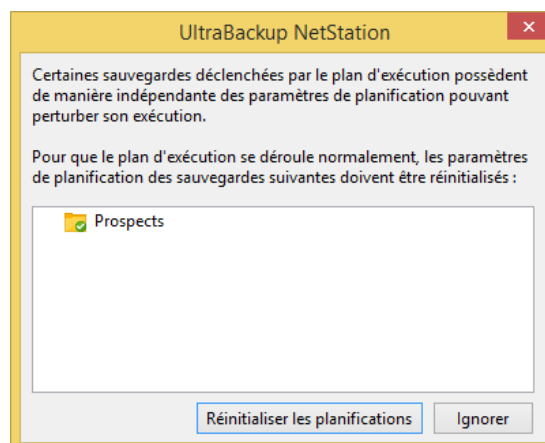 UltraBackup NetStation
Certaines sauvegardes déclenchées par le plan d'exécution possèdent
de manière indépendante des paramètres de planification pouvant
perturber son exécution.
Pour que le plan d'exécution se déroule normalement, les paramètres
de planification des sauvegardes suivantes doivent être réinitialisés :
Prospects
Réinitialiser les planifications
Ignorer